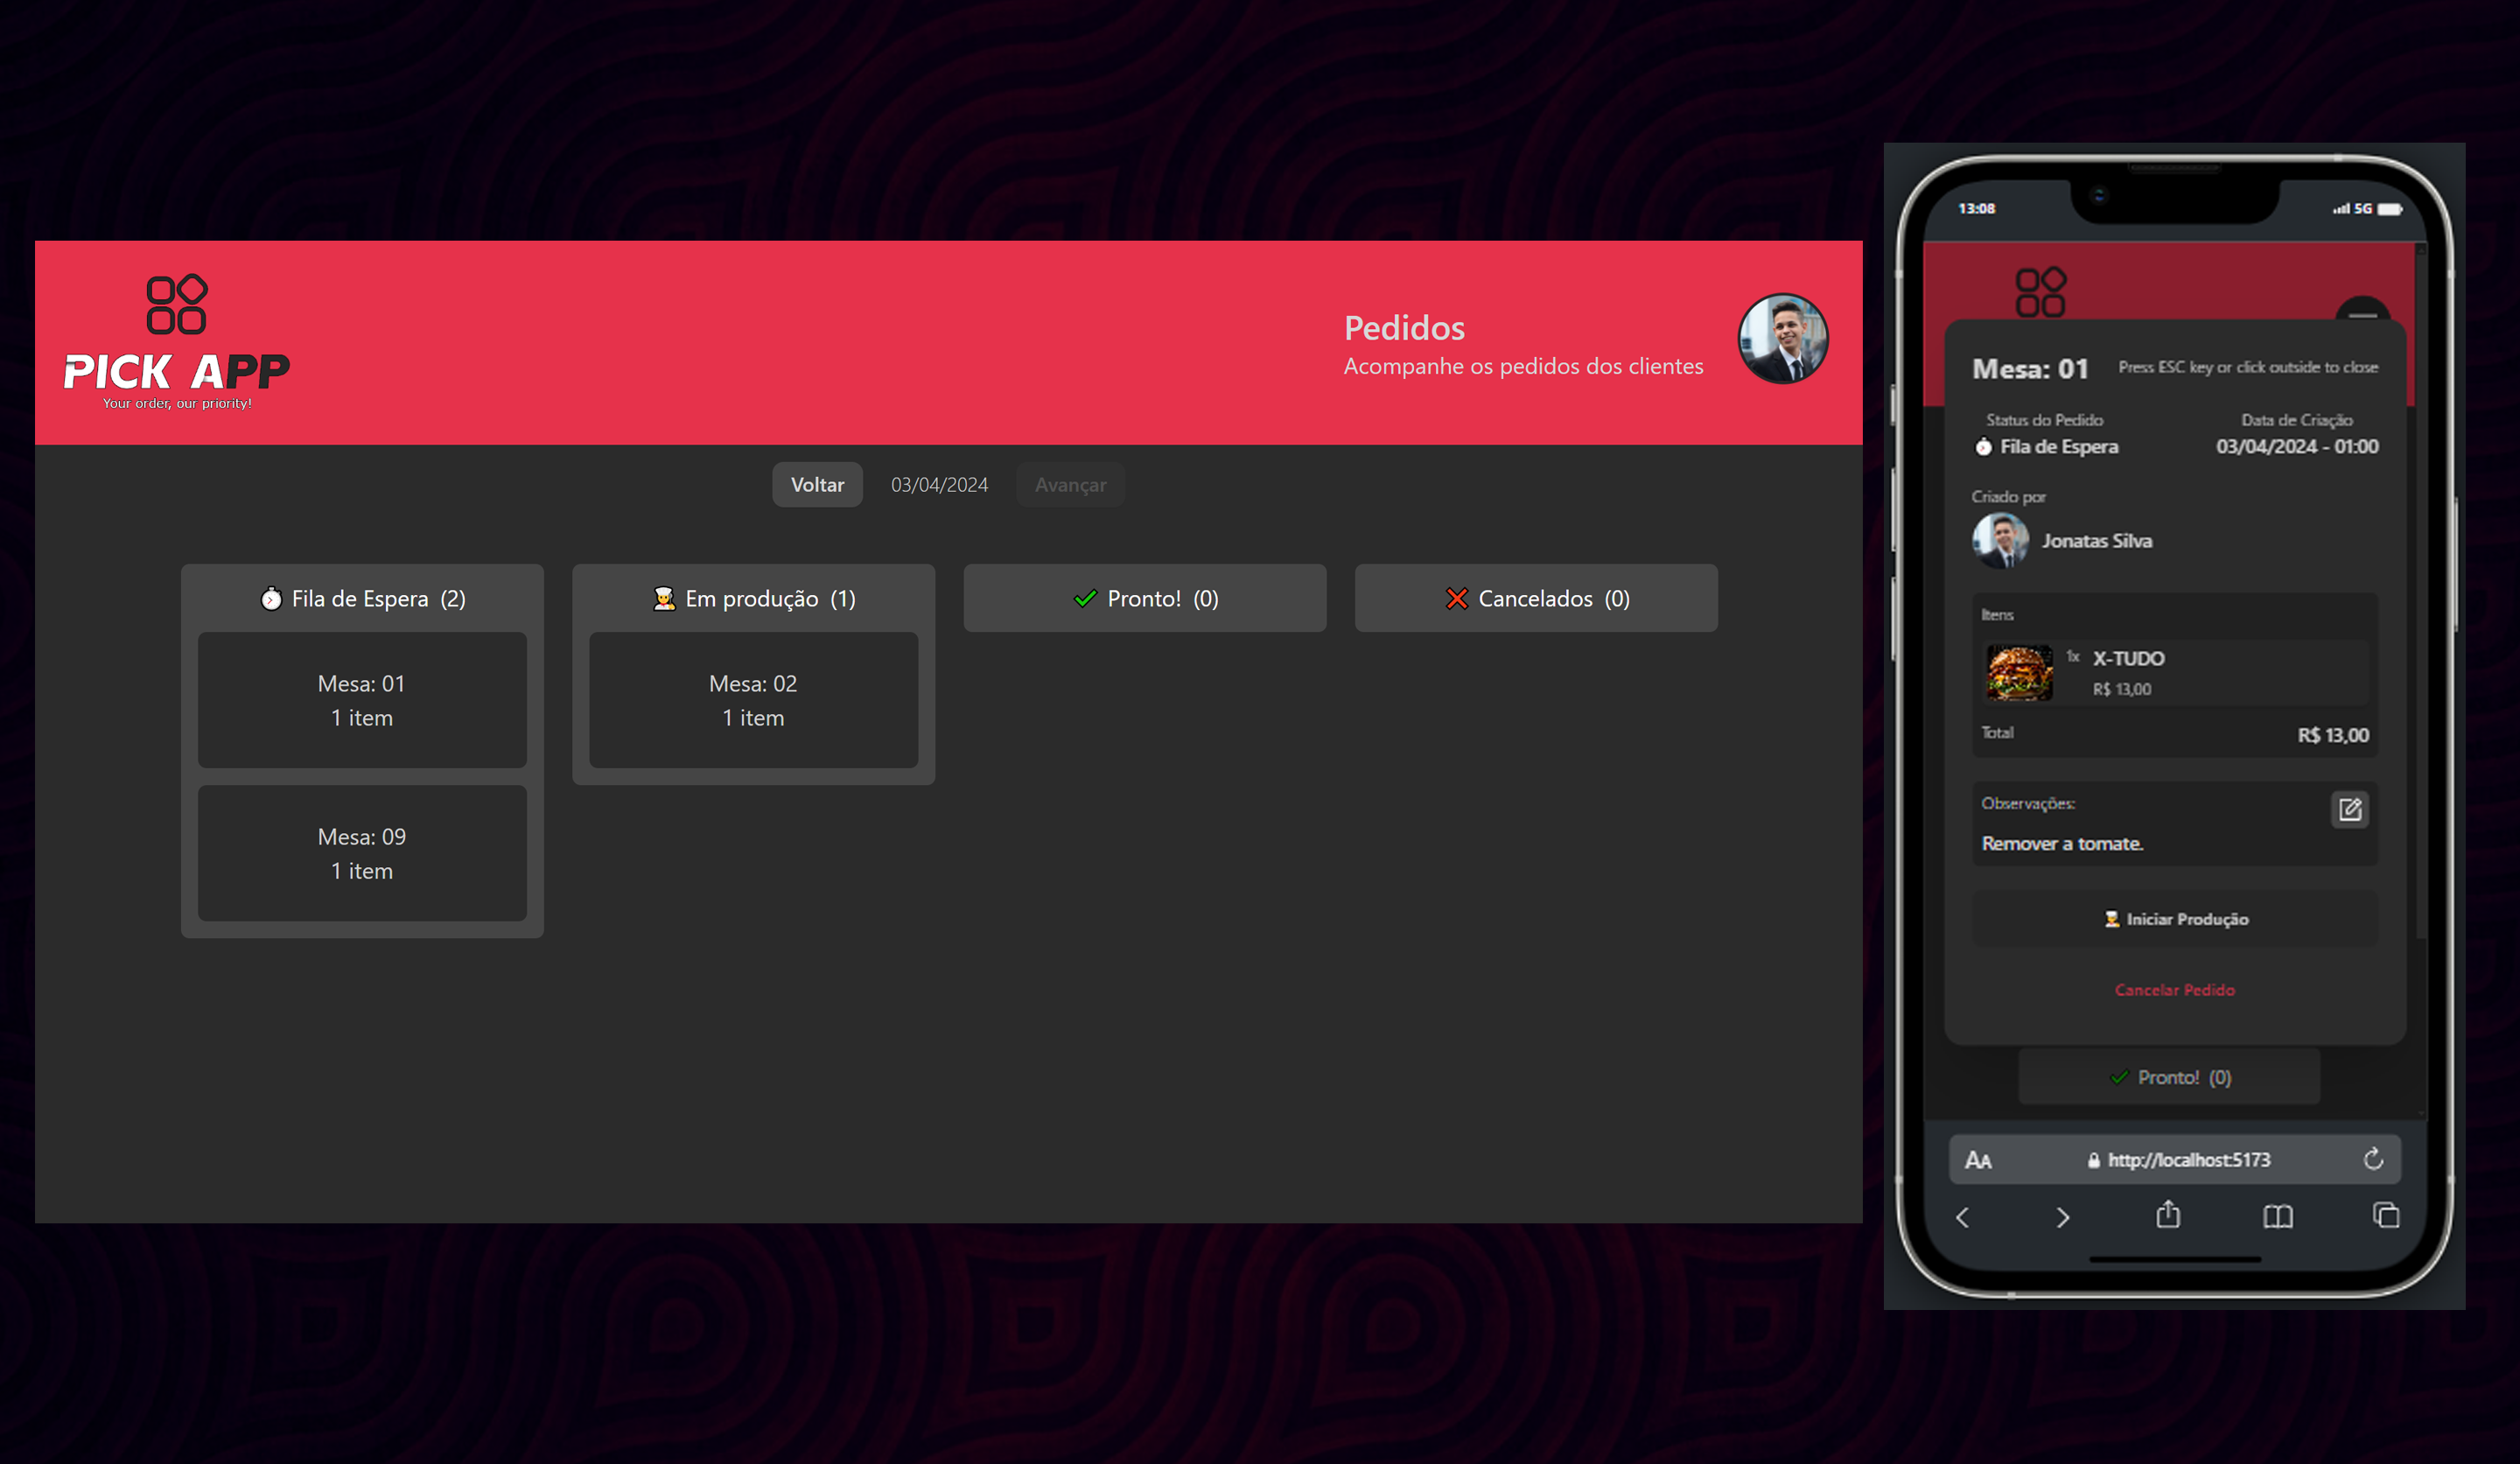 PICK APP
Your order, our priority!
Pedidos
Acompanhe os pedidos dos clientes
Voltar
03/04/2024
Avançar
Fila de Espera (2)
Mesa: 01
1 item
Mesa: 09
1 item
Em produção (1)
Mesa: 02
1 item
Pronto! (0)
Cancelados (0)
13:08
5G
Mesa: 01
Press ESC key or click outside to close
Status do Pedido
Fila de Espera
Data de Criação
03/04/2024 - 01:00
Criado por
Jonatas Silva
Itens
1x X-TUDO
R$ 13,00
Total
R$ 13,00
Observações:
Remover a tomate.
Iniciar Produção
Cancelar Pedido
Pronto! (0)
AA
http://localhost:5173